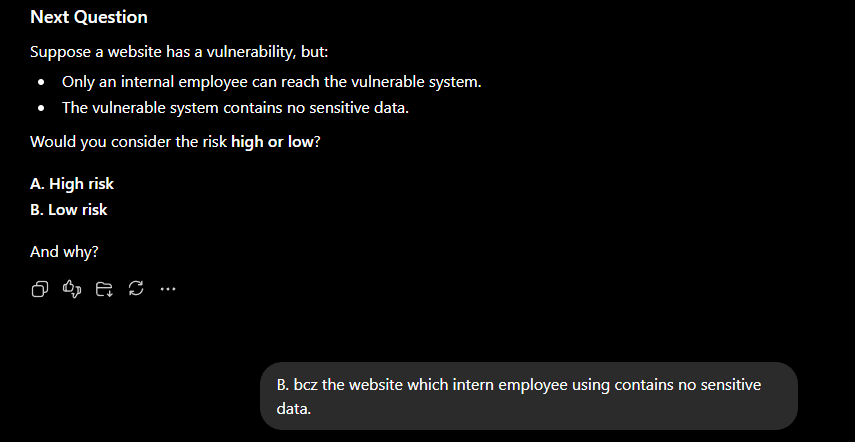 Next Question
Suppose a website has a vulnerability, but:
• Only an internal employee can reach the vulnerable system.
• The vulnerable system contains no sensitive data.
Would you consider the risk high or low?
A. High risk
B. Low risk
And why?
B. bcz the website which intern employee using contains no sensitive
data.